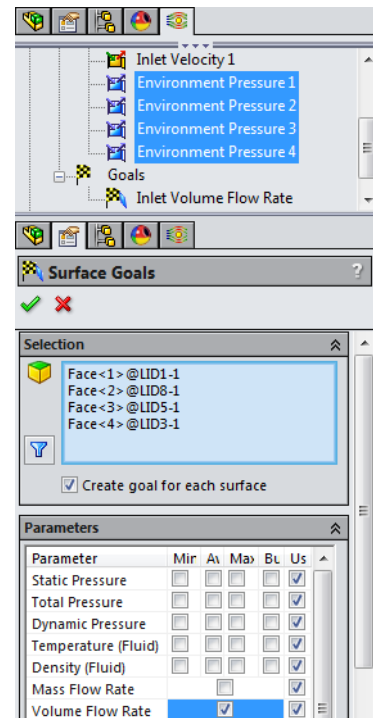 Inlet Velocity 1
Environment Pressure 1
Environment Pressure 2
Environment Pressure 3
Environment Pressure 4
Goals
Inlet Volume Flow Rate
Surface Goals ?
Selection
Face<1>@LID1-1
Face<2>@LID8-1
Face<3>@LID5-1
Face<4>@LID3-1
Create goal for each surface
Parameters
Parameter Mir Av Max Bu Us
Static Pressure
Total Pressure
Dynamic Pressure
Temperature (Fluid)
Density (Fluid)
Mass Flow Rate
Volume Flow Rate